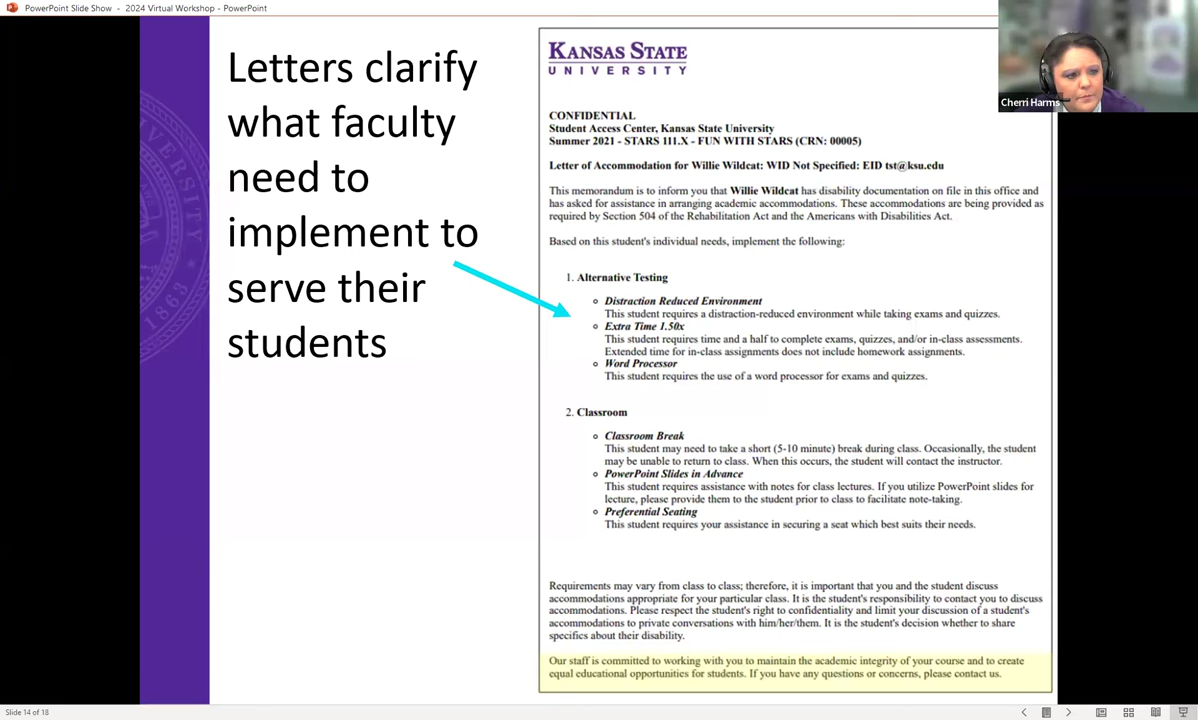 PowerPoint Slide Show - 2024 Virtual Workshop - PowerPoint
Letters clarify
what faculty
need to
implement to
serve their
students
KANSAS STATE
UNIVERSITY
CONFIDENTIAL
Student Access Center, Kansas State University
Summer 2021 - STARS 111.X - FUN WITH STARS (CRN: 00005)
Letter of Accommodation for Willie Wildcat: WID Not Specified: EID tst@ksu.edu
This memorandum is to inform you that Willie Wildcat has disability documentation on file in this office and
has asked for assistance in arranging academic accommodations. These accommodations are being provided as
required by Section 504 of the Rehabilitation Act and the Americans with Disabilities Act.
Based on this student's individual needs, implement the following:
1. Alternative Testing
Distraction Reduced Environment
This student requires a distraction-reduced environment while taking exams and quizzes.
Extra Time 1.50x
This student requires time and a half to complete exams, quizzes, and/or in-class assessments.
Extended time for in-class assignments does not include homework assignments.
Word Processor
This student requires the use of a word processor for exams and quizzes.
2. Classroom
Classroom Break
This student may need to take a short (5-10 minute) break during class. Occasionally, the student
may be unable to return to class. When this occurs, the student will contact the instructor.
PowerPoint Slides in Advance
This student requires assistance with notes for class lectures. If you utilize PowerPoint slides for
lecture, please provide them to the student prior to class to facilitate note-taking.
Preferential Seating
This student requires your assistance in securing a seat which best suits their needs.
Requirements may vary from class to class; therefore, it is important that you and the student discuss
accommodations appropriate for your particular class. It is the student's responsibility to contact you to discuss
accommodations. Please respect the student's right to confidentiality and limit your discussion of a student's
accommodations to private conversations with him/her/them. It is the student's decision whether to share
specifics about their disability.
Our staff is committed to working with you to maintain the academic integrity of your course and to create
equal educational opportunities for students. If you have any questions or concerns, please contact us.
Cherri Harms
1863
Slide 14 of 18